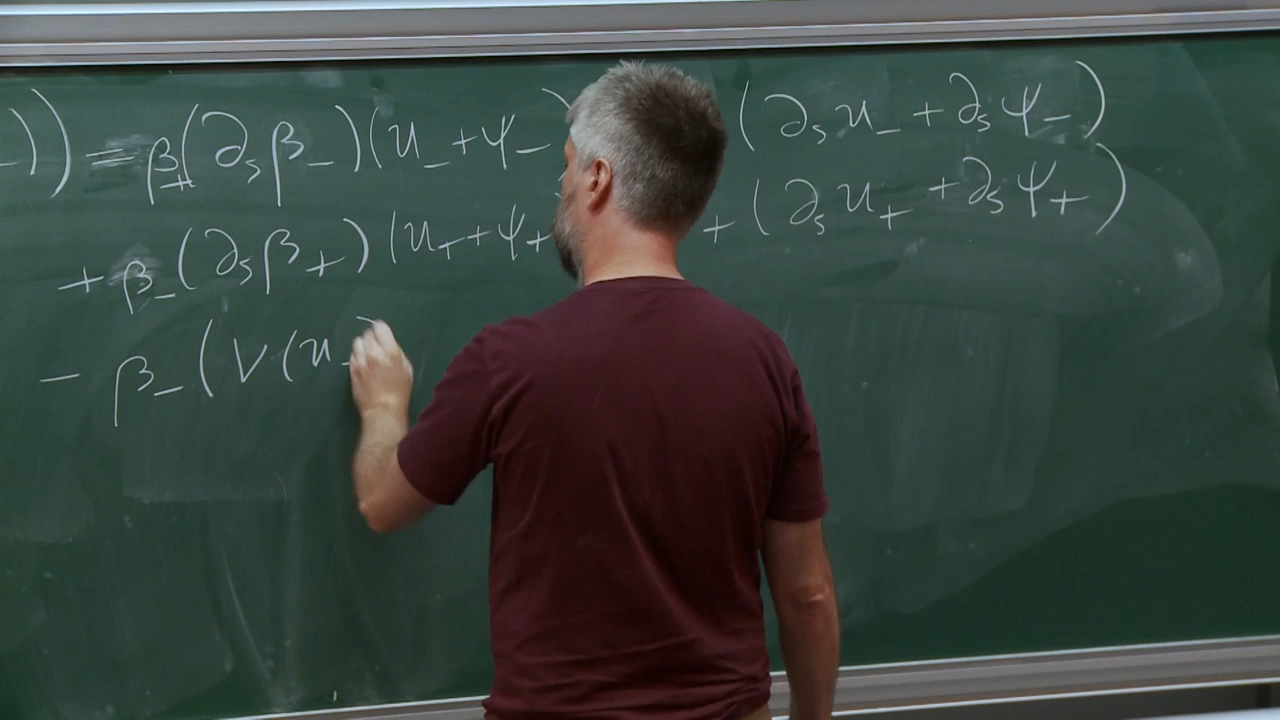 -)) = β₊(∂ₛβ₋)(u₋+ψ₋) (∂ₛu₋ + ∂ₛψ₋)
+ β₋(∂ₛβ₊)(u₊+ψ₊ + (∂ₛu₊ + ∂ₛψ₊)
- β₋(V(u₋)